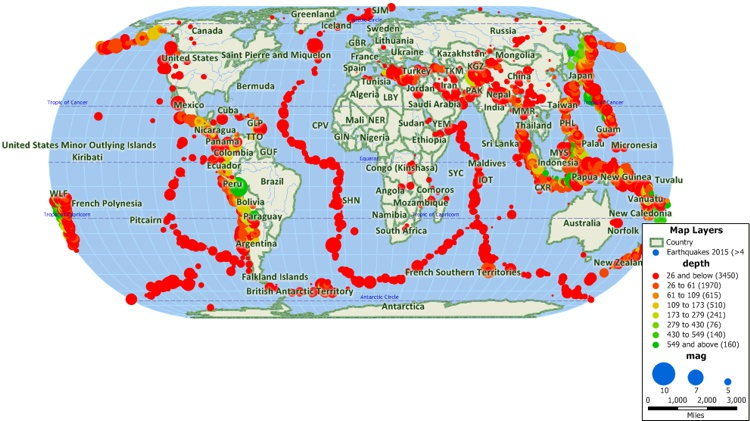 SJM
Greenland
Arctic Circle
Iceland
Canada
Sweden
Russia
Lithuania
GBR
Ukraine
Kazakhstan
Mongolia
United States
Saint Pierre and Miquelon
France
Spain
Turkey
TKM
KGZ
Japan
Tunisia
China
Bermuda
Algeria
LBY
Jordan
Iran
PAK
Nepal
Tropic of Cancer
Mexico
Cuba
Saudi Arabia
India
MMR
Taiwan
Tropic of Cancer
Nicaragua
GLP
CPV
Mali
NER
Sudan
YEM
Thailand
PHL
Guam
Panama
TTO
GIN
Nigeria
Ethiopia
Sri Lanka
Palau
Micronesia
United States Minor Outlying Islands
Colombia
GUF
MYS
Kiribati
Ecuador
Equator
Congo (Kinshasa)
Maldives
Indonesia
SYC
IOT
Papua New Guinea
Tuvalu
Peru
Brazil
Angola
Comoros
CXR
WLF
French Polynesia
Bolivia
SHN
Mozambique
Vanuatu
Tropic of Capricorn
Pitcairn
Paraguay
Namibia
Tropic of Capricorn
New Caledonia
Australia
South Africa
Norfolk
Argentina
New Zealand
Falkland Islands
French Southern Territories
British Antarctic Territory
Antarctic Circle
Antarctica
Map Layers
Country
Earthquakes 2015 (>4
depth
26 and below (3450)
26 to 61 (1970)
61 to 109 (615)
109 to 173 (510)
173 to 279 (241)
279 to 430 (76)
430 to 549 (140)
549 and above (160)
mag
10 7 5
0 1,000 2,000 3,000
Miles